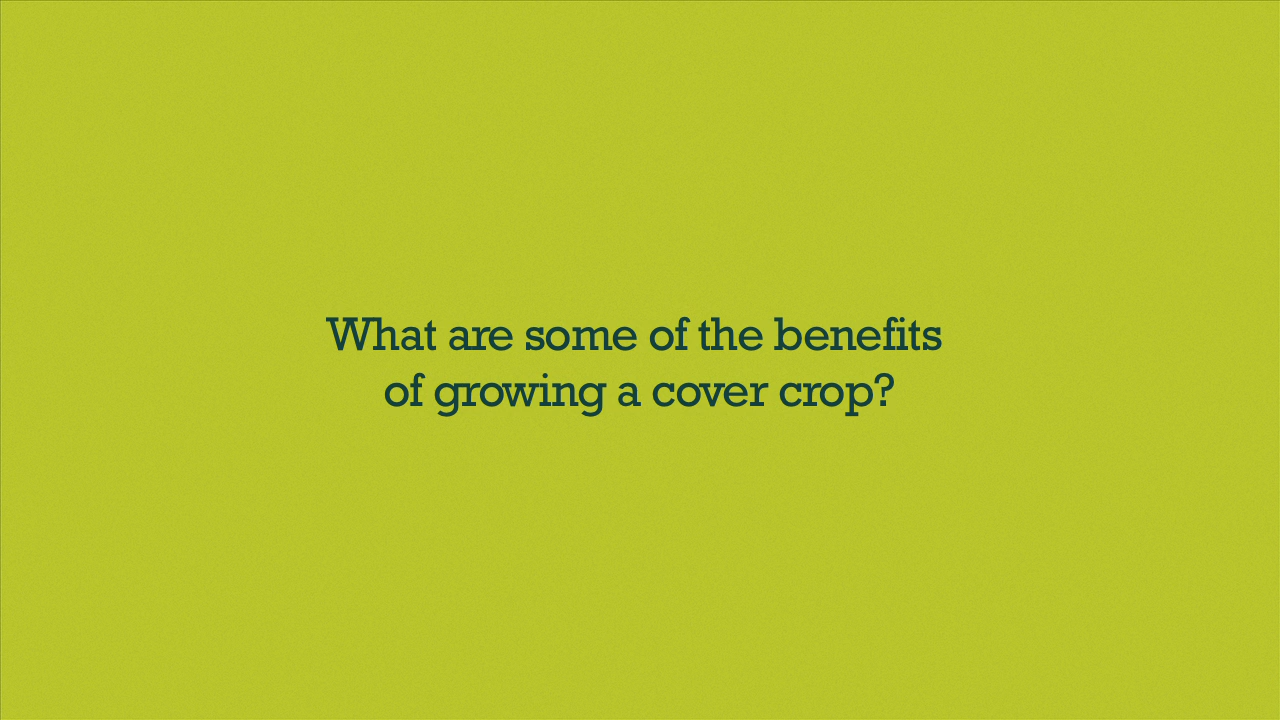 What are some of the benefits
of growing a cover crop?